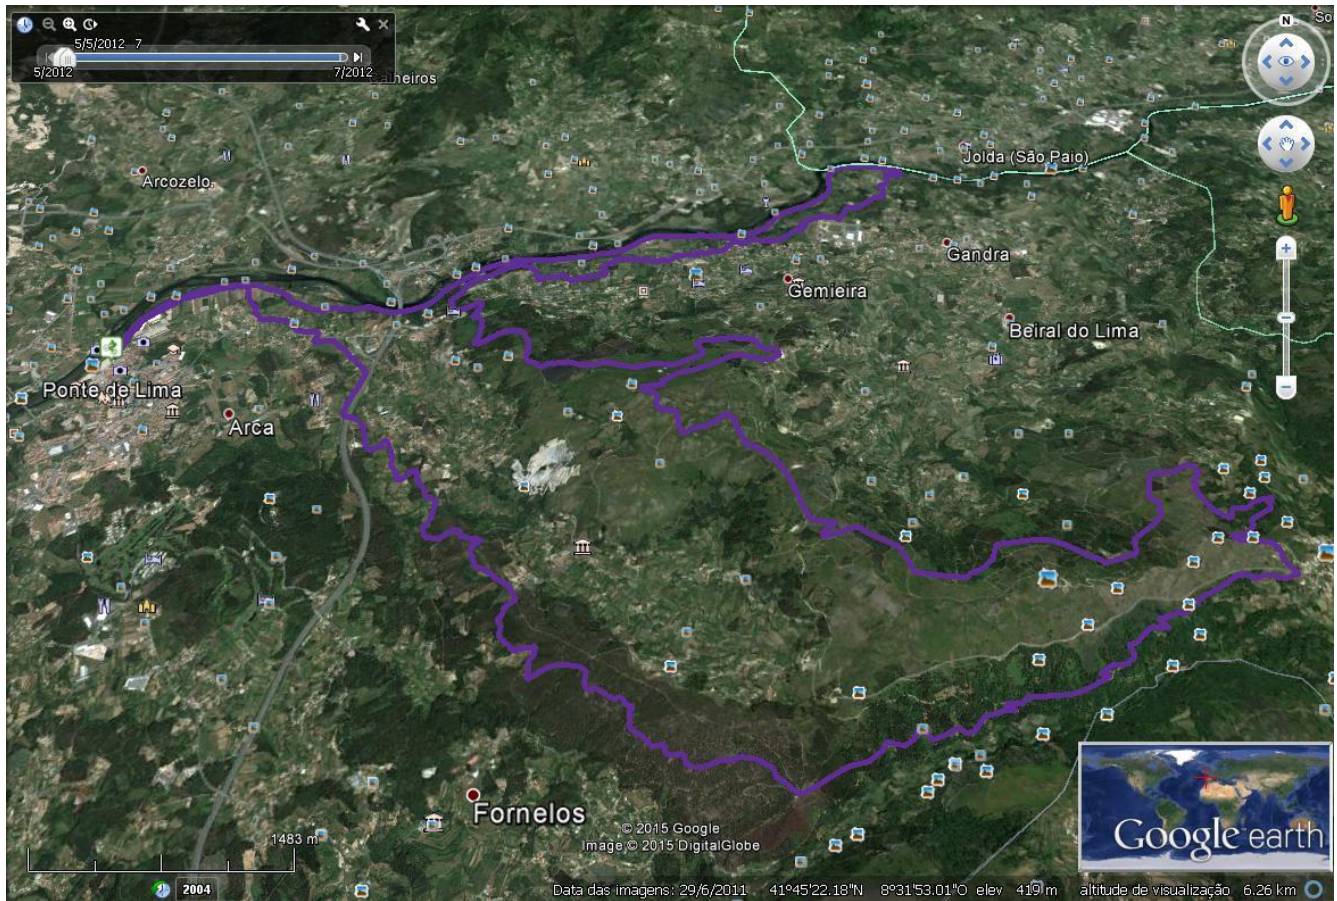 5/5/2012 7
5/2012
7/2012
N
Arcozelo
Jolda (São Paio)
Gandra
Gemieira
Beiral do Lima
Ponte de Lima
Arca
Fornelos
© 2015 Google
Image © 2015 DigitalGlobe
1483 m
Google earth
2004
Data das imagens: 29/6/2011 41°45'22.18"N 8°31'53.01"O elev 419 m altitude de visualização 6.26 km